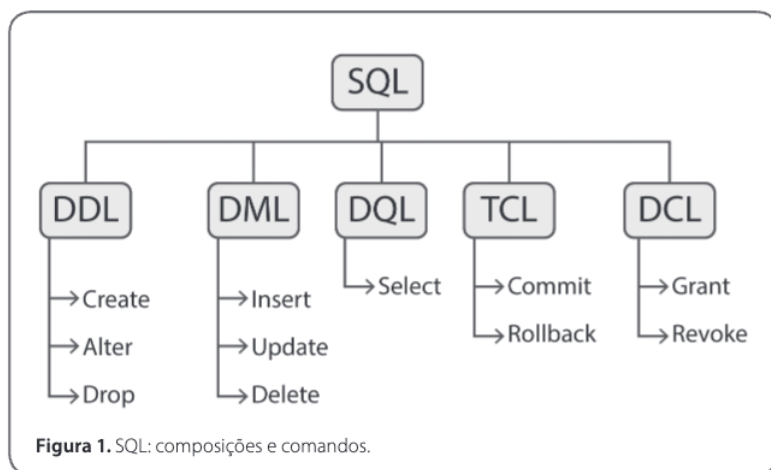 SQL
DDL DML DQL TCL DCL
Create Insert Select Commit Grant
Alter Update Rollback Revoke
Drop Delete
Figura 1. SQL: composições e comandos.